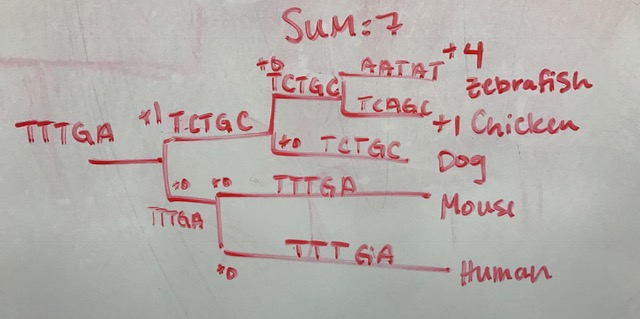 SUM: 7
+0 AATAT +4
TCTGC Zebrafish
+1 TCTGC TCAGC +1 Chicken
TTTGA
+0 TCTGC Dog
+0 +0 TTTGA Mouse
TTTGA
TTTGA
+0 Human